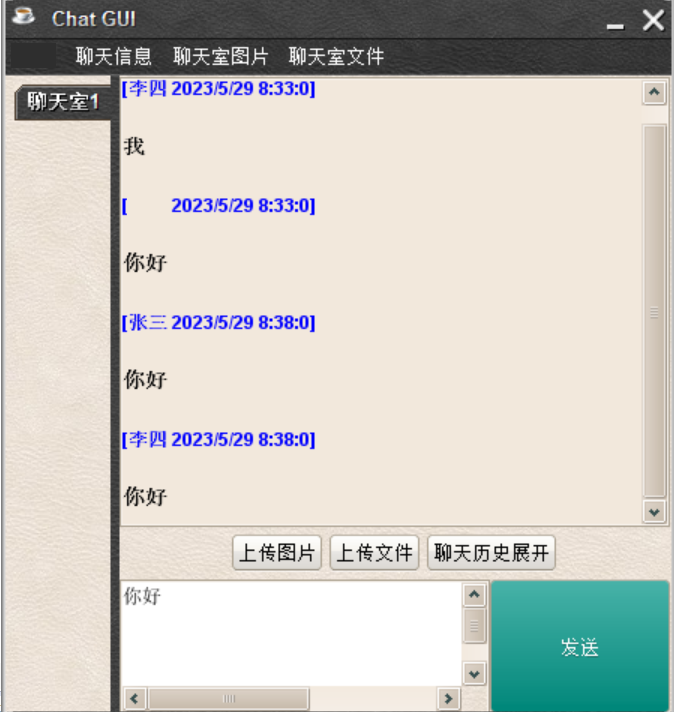 Chat GUI
聊天信息 聊天室图片 聊天室文件
聊天室1
[李四 2023/5/29 8:33:0]
我
[ 2023/5/29 8:33:0]
你好
[张三 2023/5/29 8:38:0]
你好
[李四 2023/5/29 8:38:0]
你好
上传图片 上传文件 聊天历史展开
你好
发送